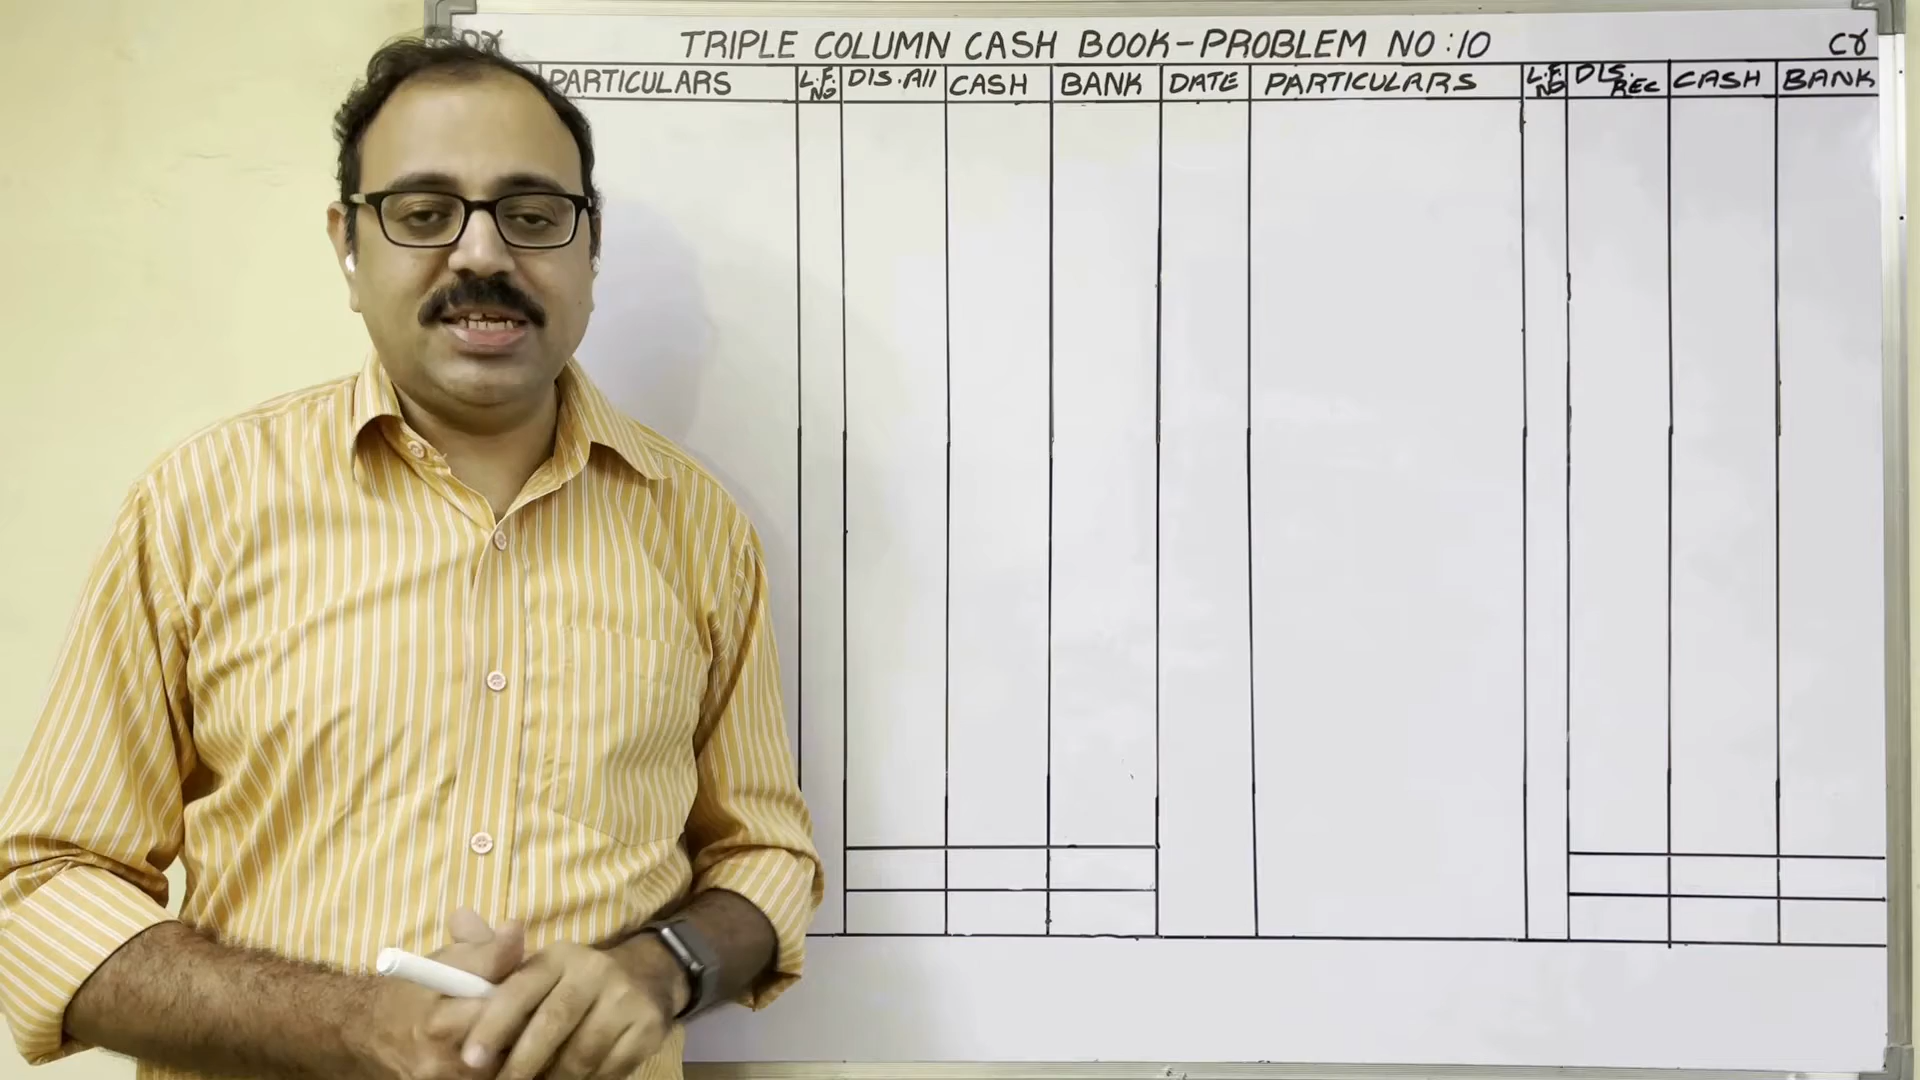 Dr TRIPLE COLUMN CASH BOOK-PROBLEM NO:10 Cr
PARTICULARS L.F. NO DIS.All CASH BANK DATE PARTICULARS L.F. NO DIS. REC CASH BANK